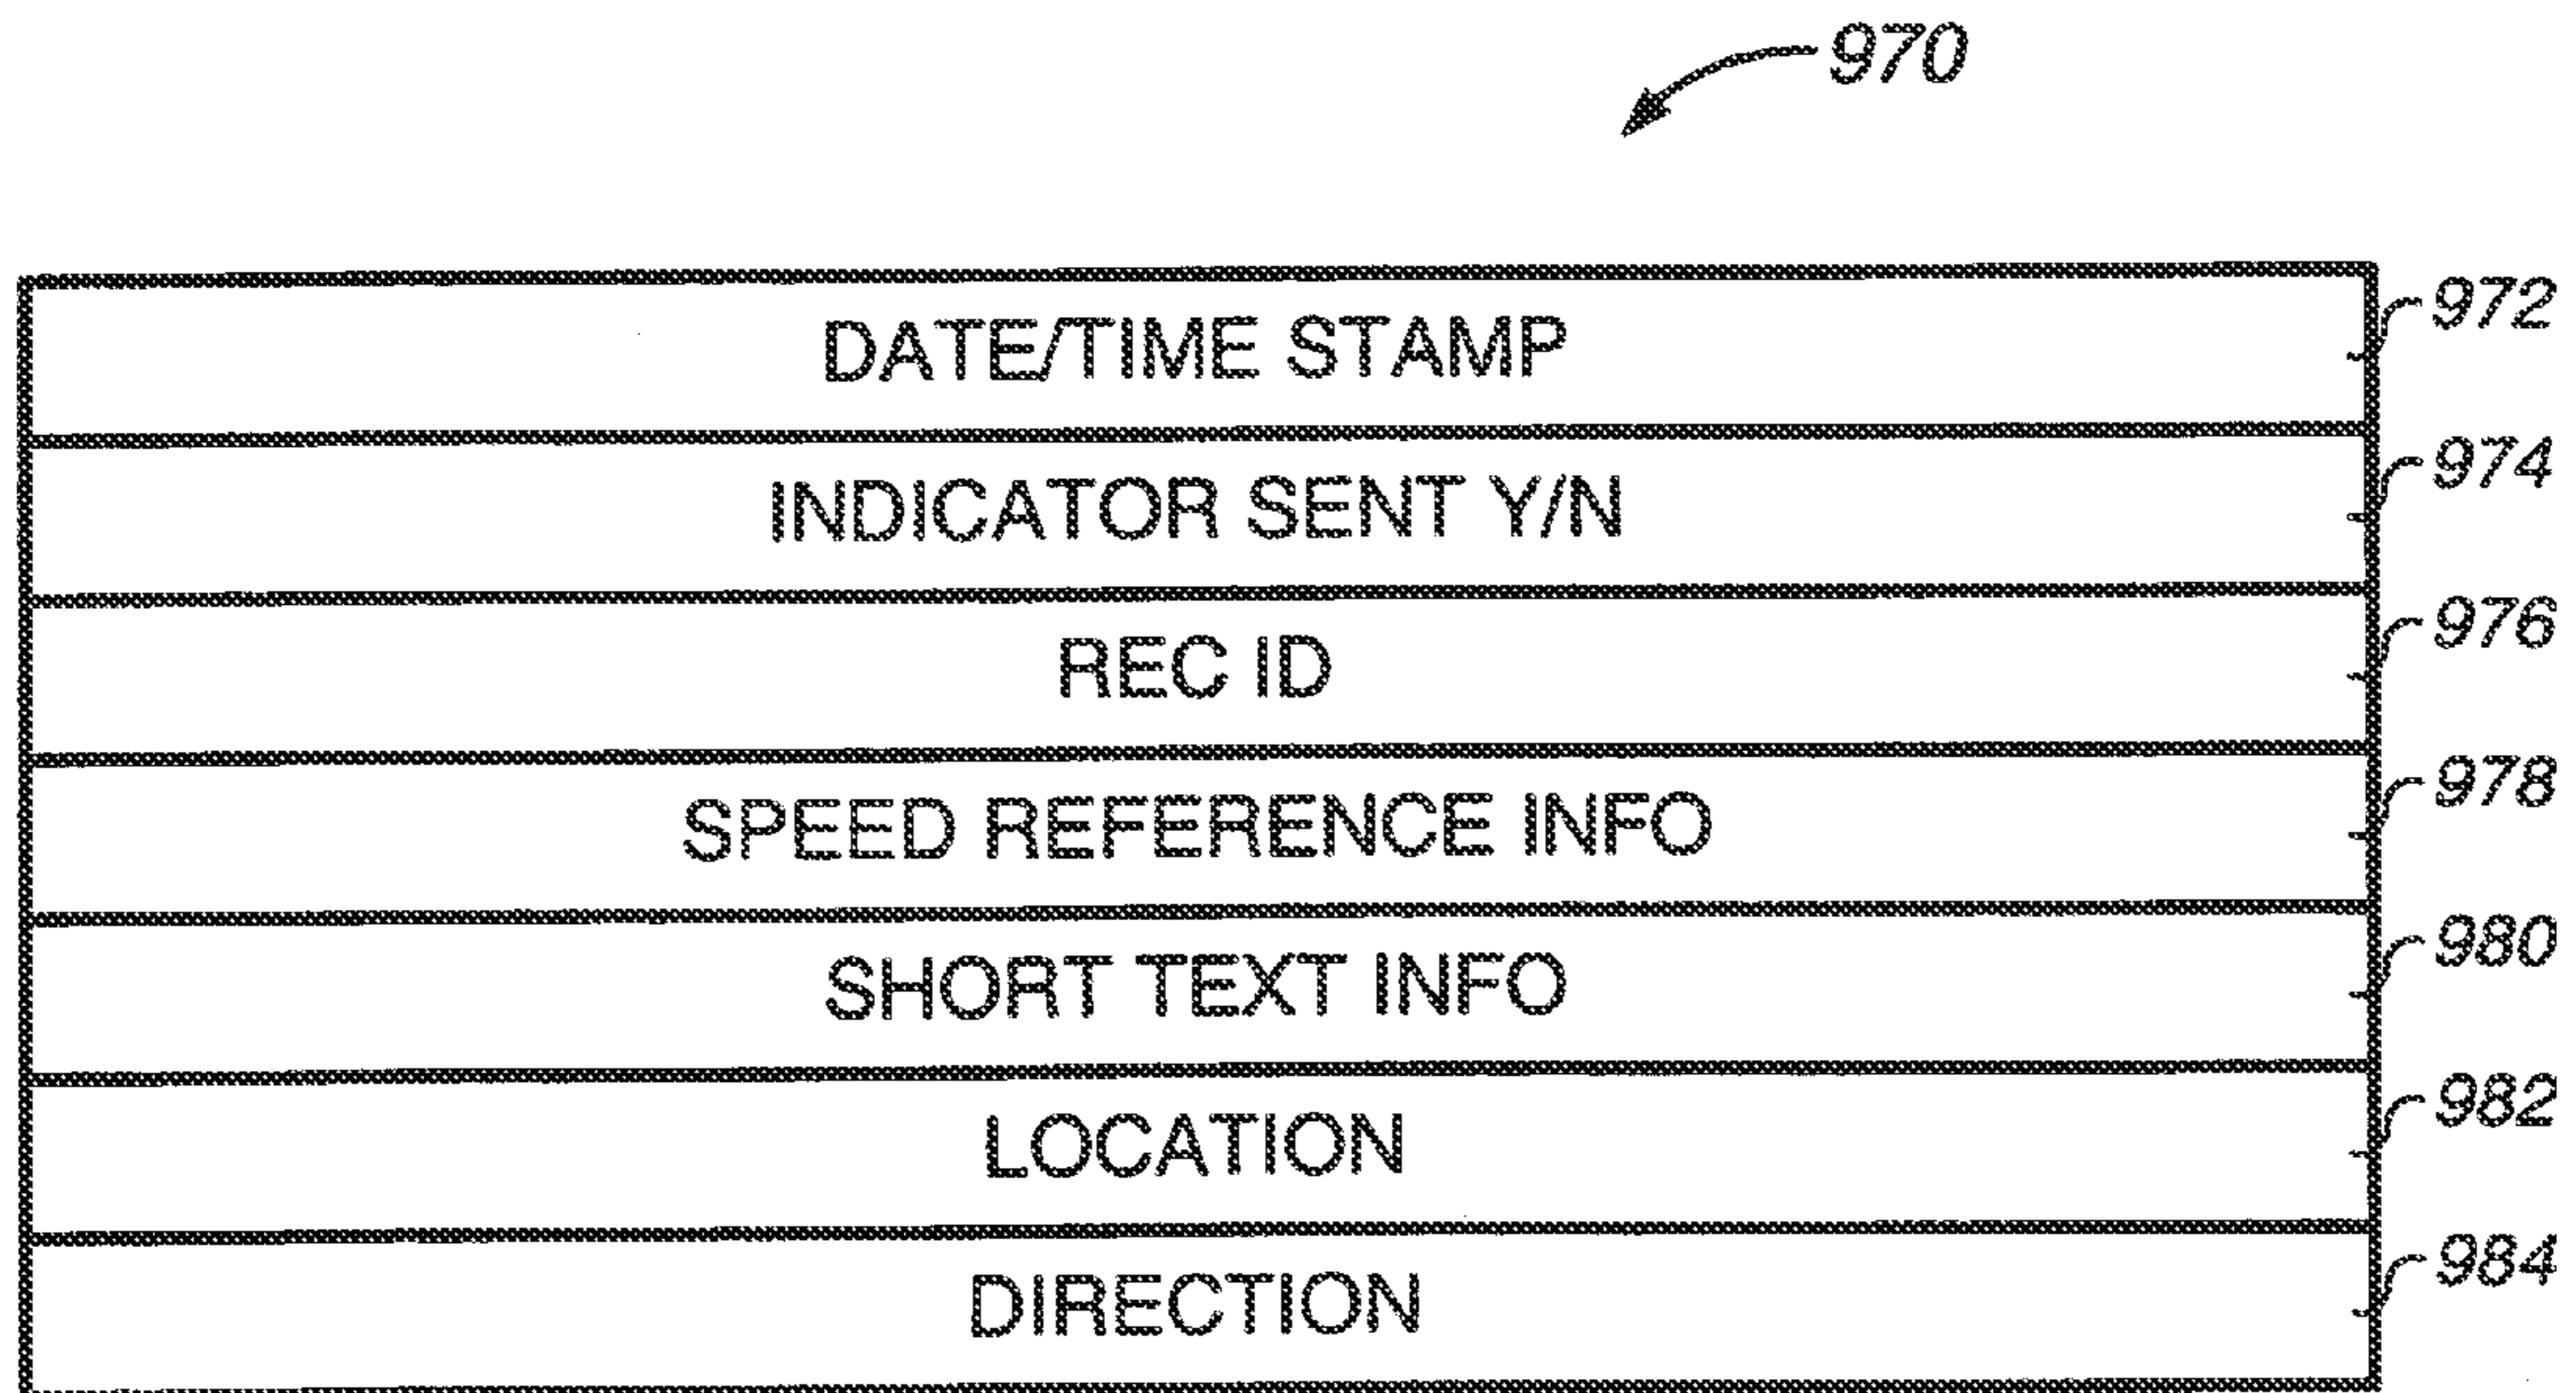 970
DATE/TIME STAMP 972
INDICATOR SENT Y/N 974
REC ID 976
SPEED REFERENCE INFO 978
SHORT TEXT INFO 980
LOCATION 982
DIRECTION 984